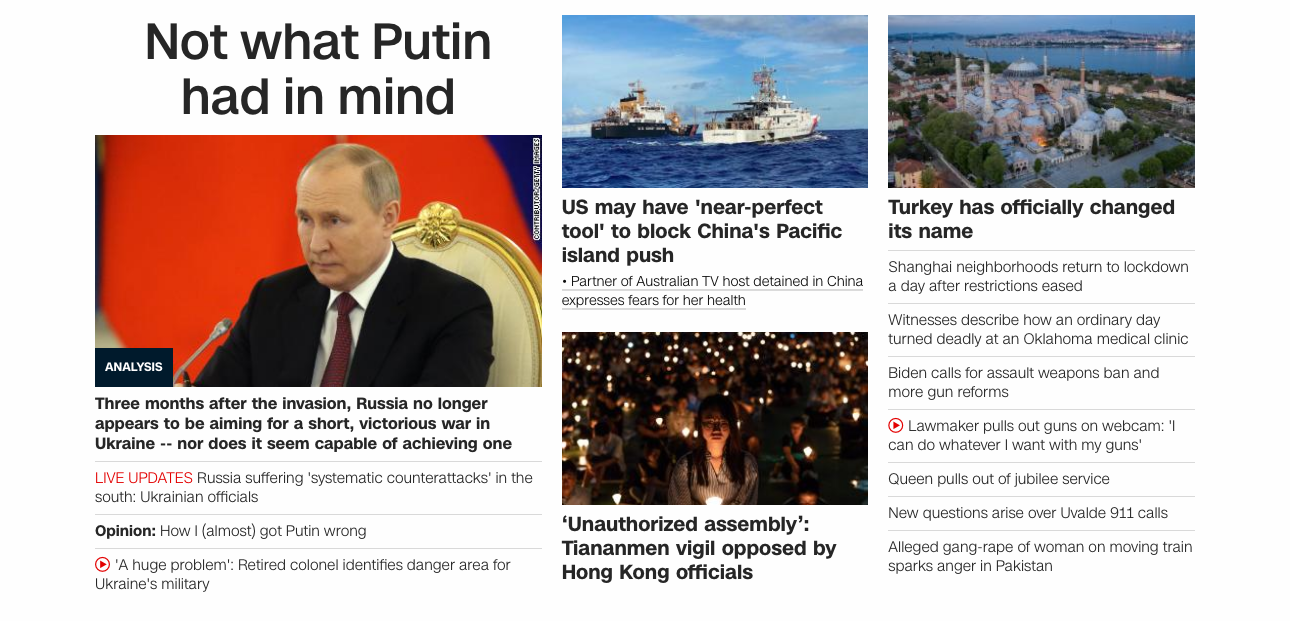 Not what Putin
had in mind
CONTRIBUTOR/GETTY IMAGES
ANALYSIS
Three months after the invasion, Russia no longer
appears to be aiming for a short, victorious war in
Ukraine -- nor does it seem capable of achieving one
LIVE UPDATES Russia suffering 'systematic counterattacks' in the
south: Ukrainian officials
Opinion: How I (almost) got Putin wrong
'A huge problem': Retired colonel identifies danger area for
Ukraine's military
US may have 'near-perfect
tool' to block China's Pacific
island push
• Partner of Australian TV host detained in China
expresses fears for her health
‘Unauthorized assembly’:
Tiananmen vigil opposed by
Hong Kong officials
Turkey has officially changed
its name
Shanghai neighborhoods return to lockdown
a day after restrictions eased
Witnesses describe how an ordinary day
turned deadly at an Oklahoma medical clinic
Biden calls for assault weapons ban and
more gun reforms
Lawmaker pulls out guns on webcam: 'I
can do whatever I want with my guns'
Queen pulls out of jubilee service
New questions arise over Uvalde 911 calls
Alleged gang-rape of woman on moving train
sparks anger in Pakistan